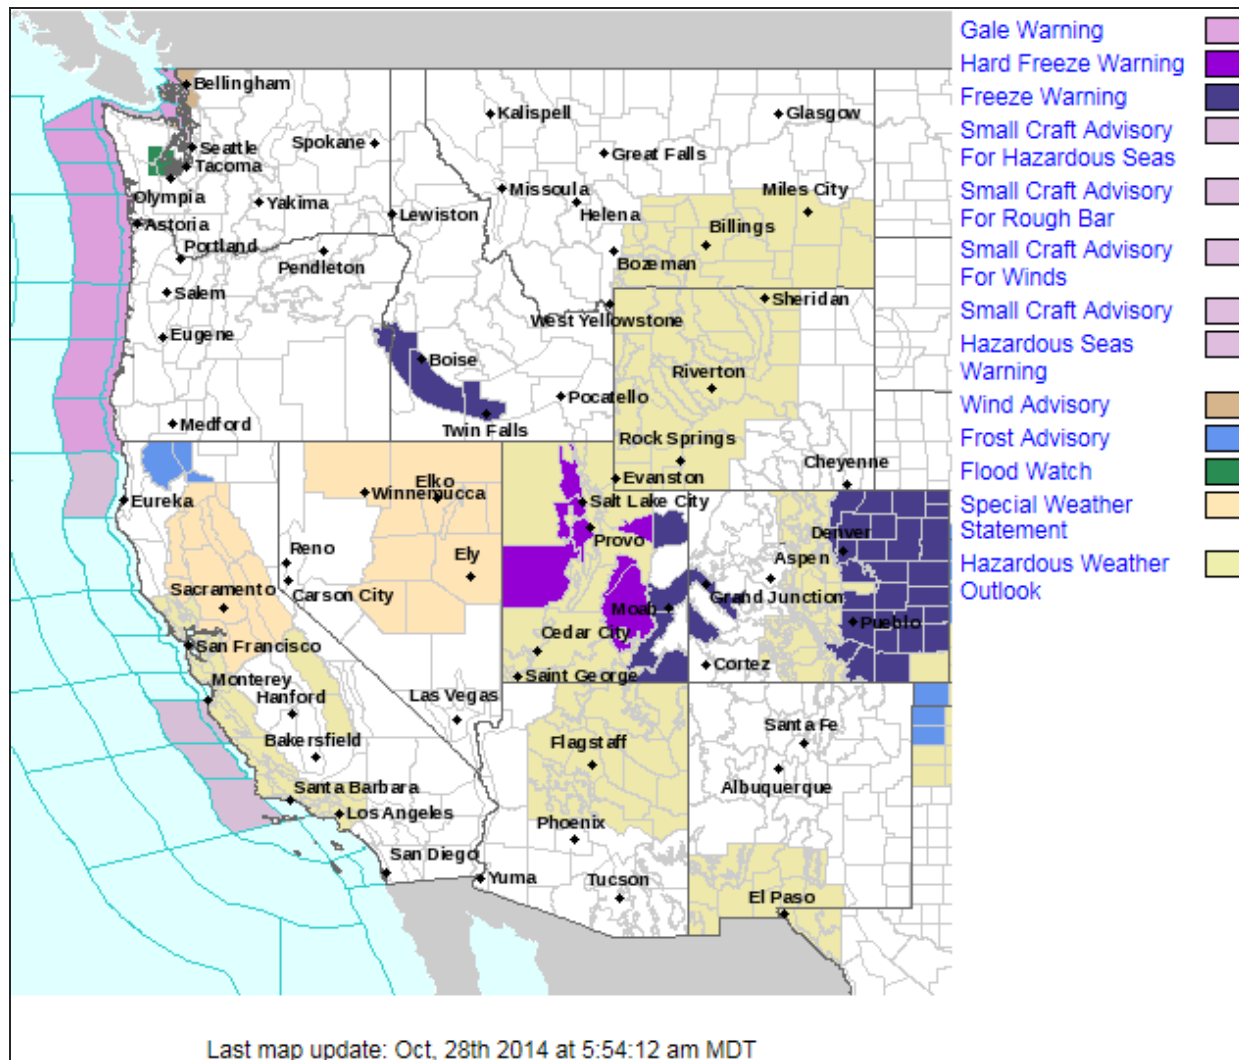 Gale Warning
Hard Freeze Warning
Freeze Warning
Small Craft Advisory
For Hazardous Seas
Small Craft Advisory
For Rough Bar
Small Craft Advisory
For Winds
Small Craft Advisory
Hazardous Seas
Warning
Wind Advisory
Frost Advisory
Flood Watch
Special Weather
Statement
Hazardous Weather
Outlook
Bellingham
Kalispell
Glasgow
Spokane
Seattle
Great Falls
Tacoma
Olympia
Missoula
Miles City
Yakima
Lewiston
Helena
Astoria
Billings
Portland
Pendleton
Bozeman
Salem
Sheridan
West Yellowstone
Eugene
Boise
Riverton
Pocatello
Medford
Twin Falls
Rock Springs
Cheyenne
Evanston
Elko
Winnemucca
Eureka
Salt Lake City
Denver
Provo
Reno
Ely
Aspen
Sacramento
Carson City
Grand Junction
Moab
Pueblo
Cedar City
San Francisco
Cortez
Saint George
Monterey
Hanford
Las Vegas
Santa Fe
Bakersfield
Flagstaff
Santa Barbara
Albuquerque
Los Angeles
Phoenix
San Diego
Yuma
Tucson
El Paso
Last map update: Oct, 28th 2014 at 5:54:12 am MDT